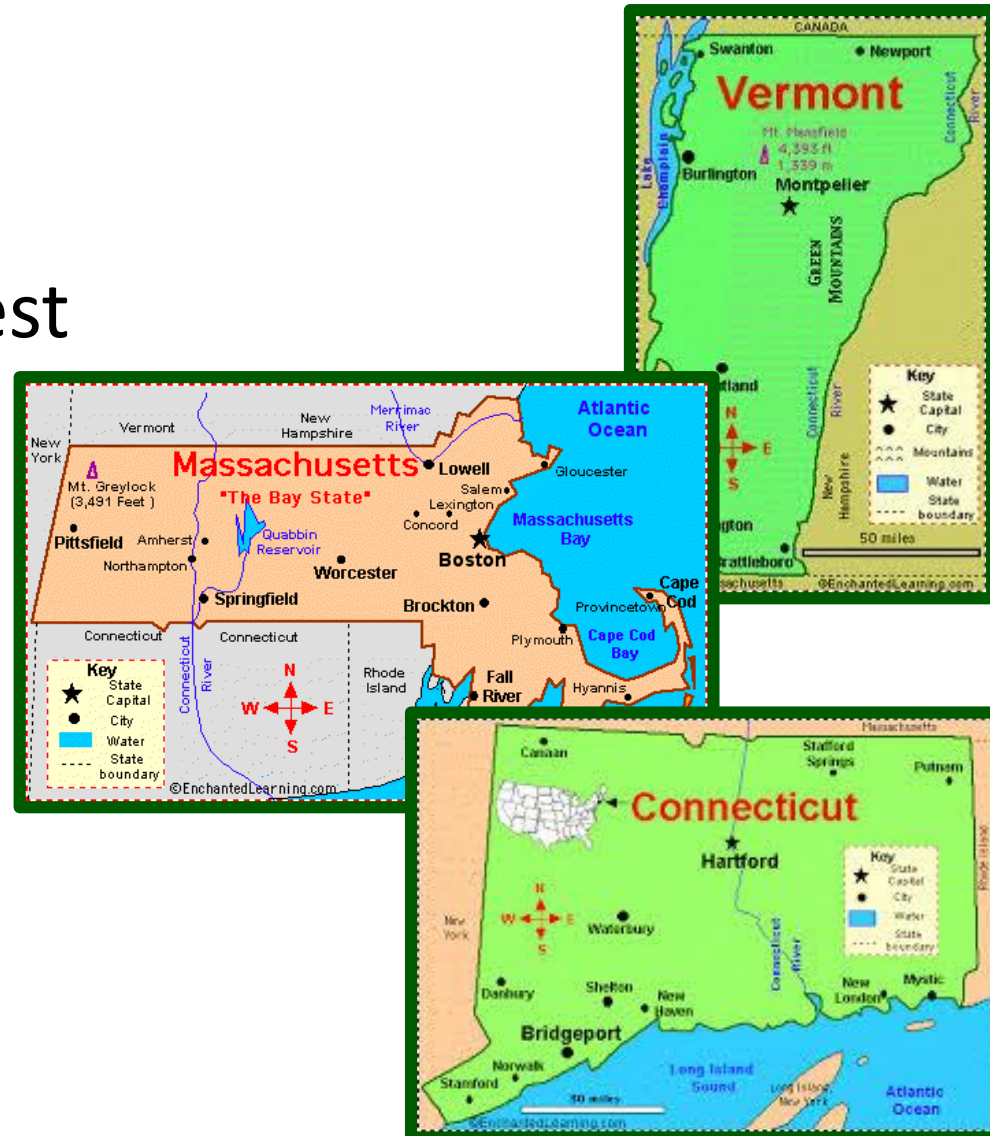 est
CANADA
Swanton
Newport
Vermont
Connecticut
River
Mt. Mansfield
4,393 ft
1,339 m
Lake
Champlain
Burlington
Montpelier
GREEN
MOUNTAINS
tland
Connecticut
River
New
Hampshire
N
E
S
Key
State
Capital
City
Mountains
Water
State
boundary
50 miles
gton
rattleboro
sachusetts
©EnchantedLearning.com
New
York
Vermont
New
Hampshire
Merrimac
River
Atlantic
Ocean
Massachusetts
"The Bay State"
Mt. Greylock
(3,491 Feet )
Lowell
Gloucester
Salem
Lexington
Concord
Massachusetts
Bay
Pittsfield
Amherst
Quabbin
Reservoir
Boston
Northampton
Worcester
Springfield
Brockton
Cape
Cod
Provincetown
Plymouth
Cape Cod
Bay
Connecticut
Connecticut
Connecticut
River
Rhode
Island
Fall
River
Hyannis
N
W E
S
Key
State
Capital
City
Water
State
boundary
©EnchantedLearning.com
Massachusetts
Canaan
Stafford
Springs
Putnam
Connecticut
Hartford
Rhode Island
Key
State
Capital
City
Water
State
boundary
New
York
N
W E
S
Waterbury
Connecticut
River
Danbury
Shelton
New
Haven
New
London
Mystic
Bridgeport
Norwalk
Stamford
Long Island
Sound
Long Island,
New York
Atlantic
Ocean
30 miles
©EnchantedLearning.com